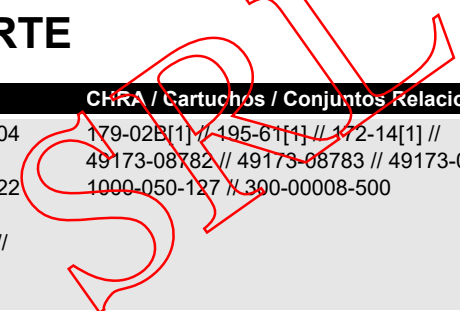 RTE
CHRA / Cartuchos / Conjuntos Relacio
04 179-02B[1] // 195-61[1] // 172-14[1] //
49173-08782 // 49173-08783 // 49173-0
22 1000-050-127 // 300-00008-500
//
SRL